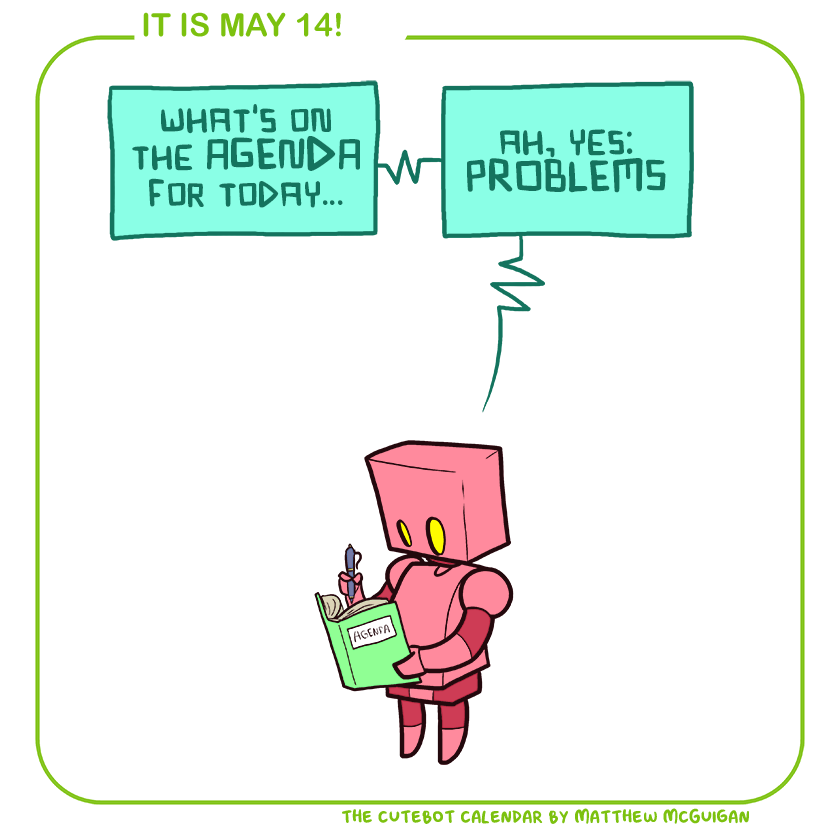 IT IS MAY 14!
WHAT'S ON
THE AGENDA
FOR TODAY...
AH, YES:
PROBLEMS
AGENDA
THE CUTEBOT CALENDAR BY MATTHEW MCGUIGAN